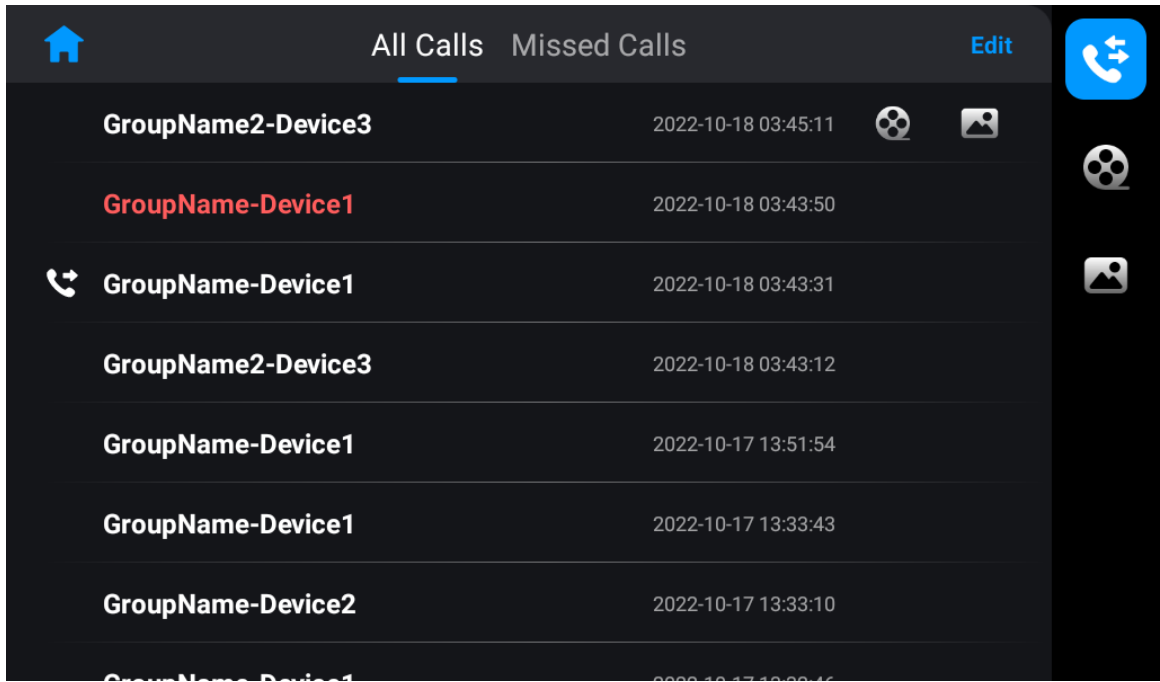 All Calls Missed Calls Edit
GroupName2-Device3 2022-10-18 03:45:11
GroupName-Device1 2022-10-18 03:43:50
GroupName-Device1 2022-10-18 03:43:31
GroupName2-Device3 2022-10-18 03:43:12
GroupName-Device1 2022-10-17 13:51:54
GroupName-Device1 2022-10-17 13:33:43
GroupName-Device2 2022-10-17 13:33:10
GroupName-Device1